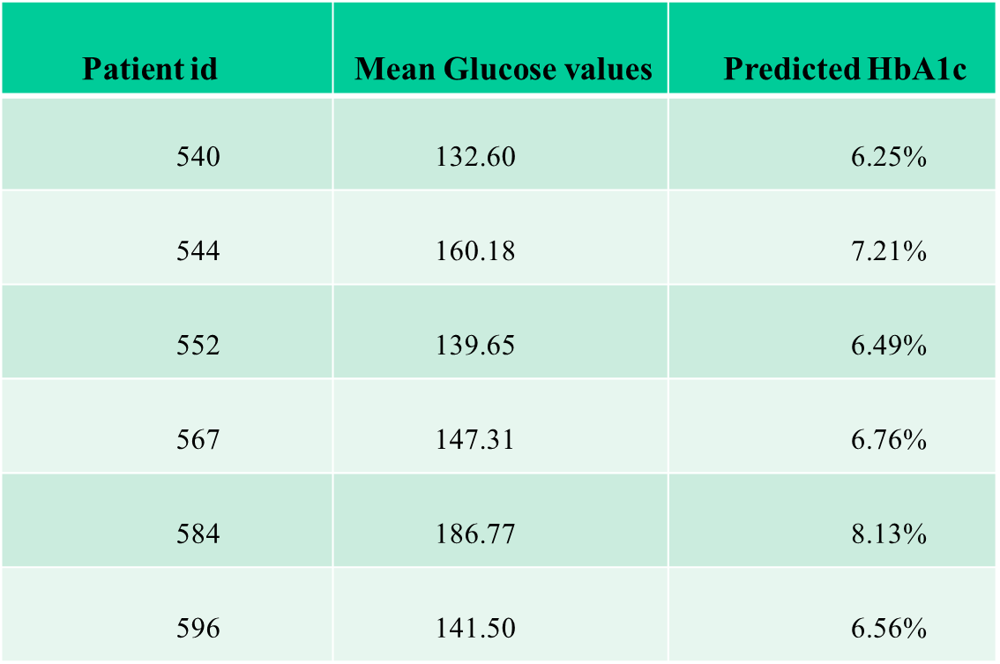 Patient id Mean Glucose values Predicted HbA1c
540 132.60 6.25%
544 160.18 7.21%
552 139.65 6.49%
567 147.31 6.76%
584 186.77 8.13%
596 141.50 6.56%